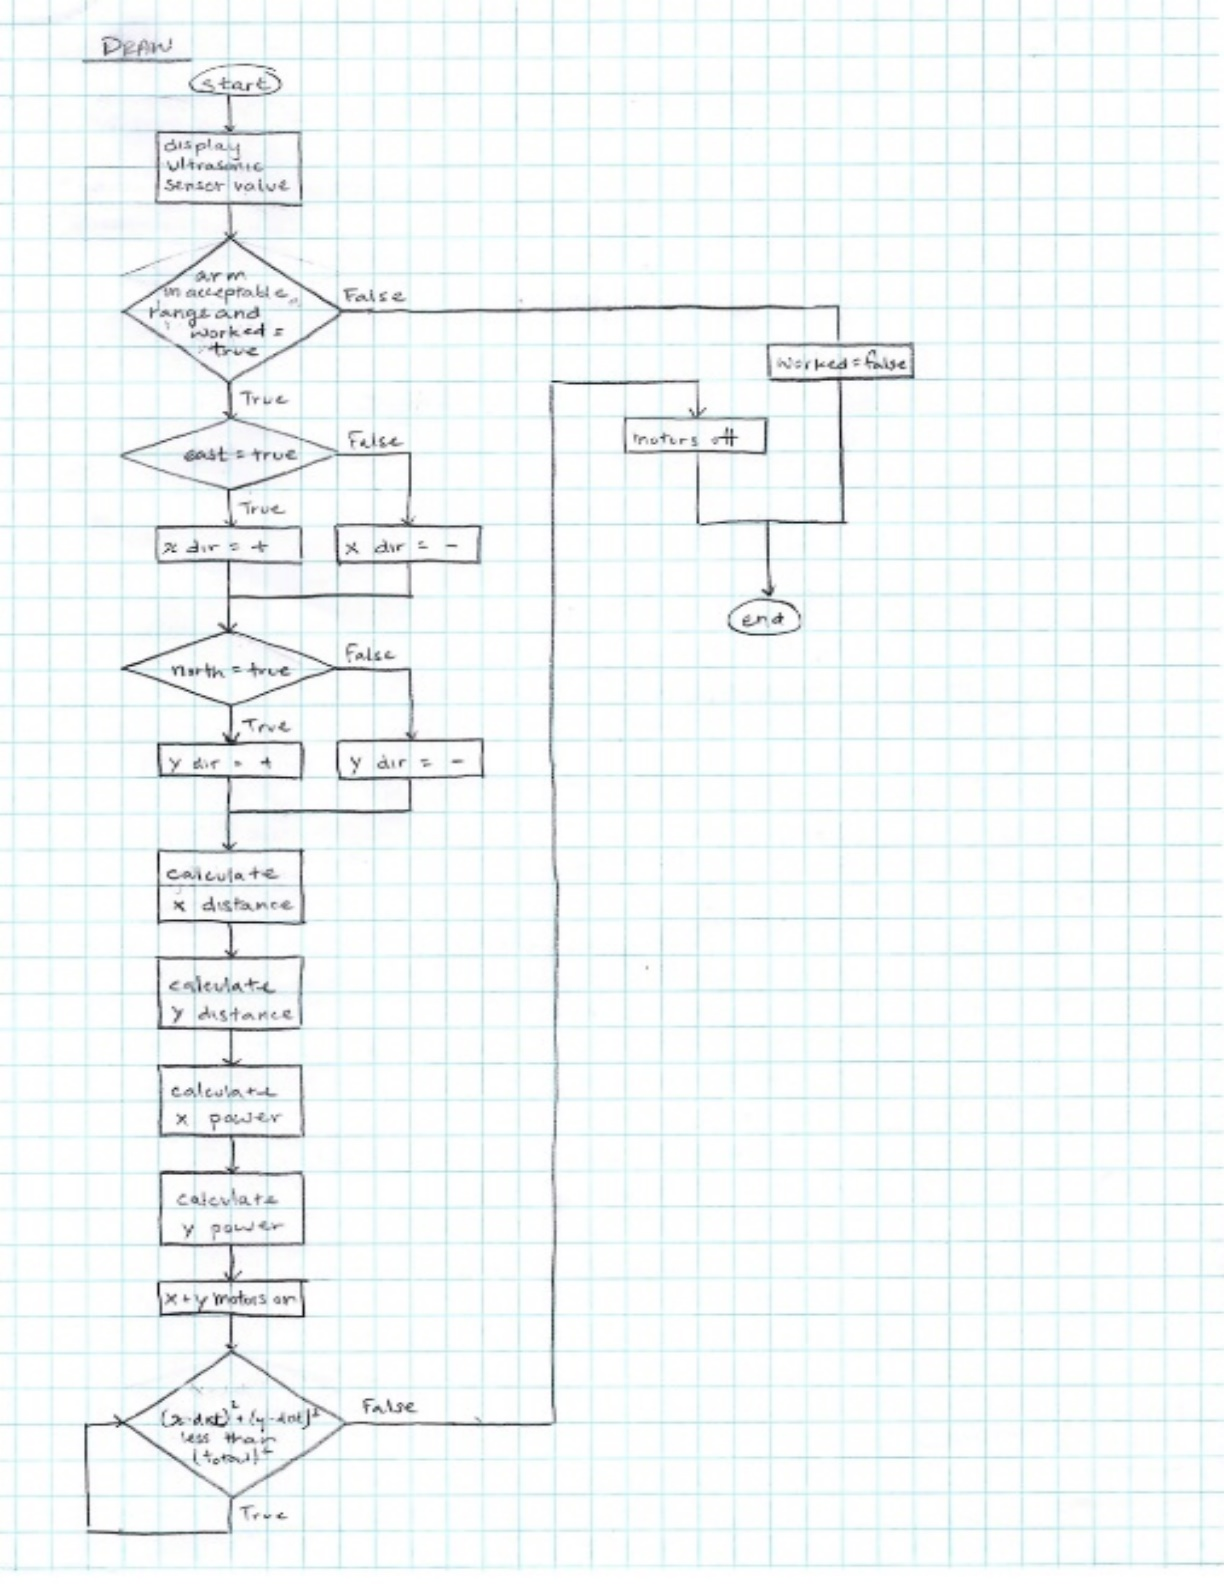 DRAW
start
display
ultrasonic
sensor value
arm
in acceptable
range and
worked =
true
False
worked = false
True
motors off
east = true
False
True
x dir = +
x dir = -
end
north = true
False
True
y dir = +
y dir = -
calculate
x distance
calculate
y distance
calculate
x power
calculate
y power
x + y motors on
(x-dist)² + (y-dist)²
less than
(total)²
False
True